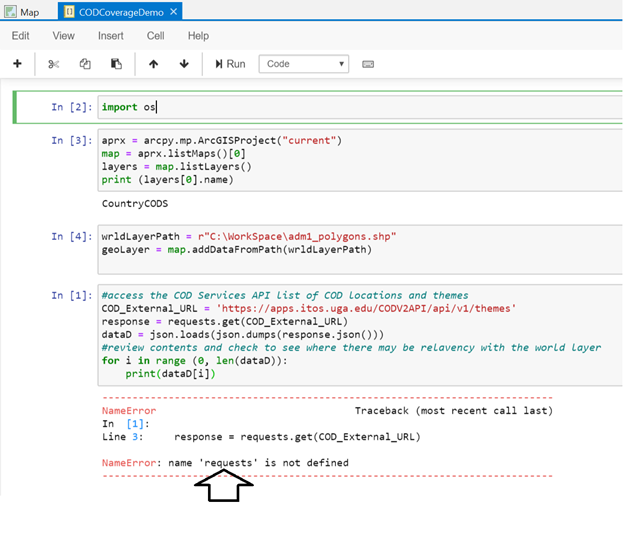 Map
CODCoverageDemo ×
Edit View Insert Cell Help
Run Code
In [2]: import os
In [3]: aprx = arcpy.mp.ArcGISProject("current")
map = aprx.listMaps()[0]
layers = map.listLayers()
print (layers[0].name)
CountryCODS
In [4]: wrldLayerPath = r"C:\WorkSpace\adm1_polygons.shp"
geoLayer = map.addDataFromPath(wrldLayerPath)
In [1]: #access the COD Services API list of COD locations and themes
COD_External_URL = 'https://apps.itos.uga.edu/CODV2API/api/v1/themes'
response = requests.get(COD_External_URL)
dataD = json.loads(json.dumps(response.json()))
#review contents and check to see where there may be relavency with the world layer
for i in range (0, len(dataD)):
    print(dataD[i])
---------------------------------------------------------------------------
NameError Traceback (most recent call last)
In [1]:
Line 3:     response = requests.get(COD_External_URL)
NameError: name 'requests' is not defined
---------------------------------------------------------------------------